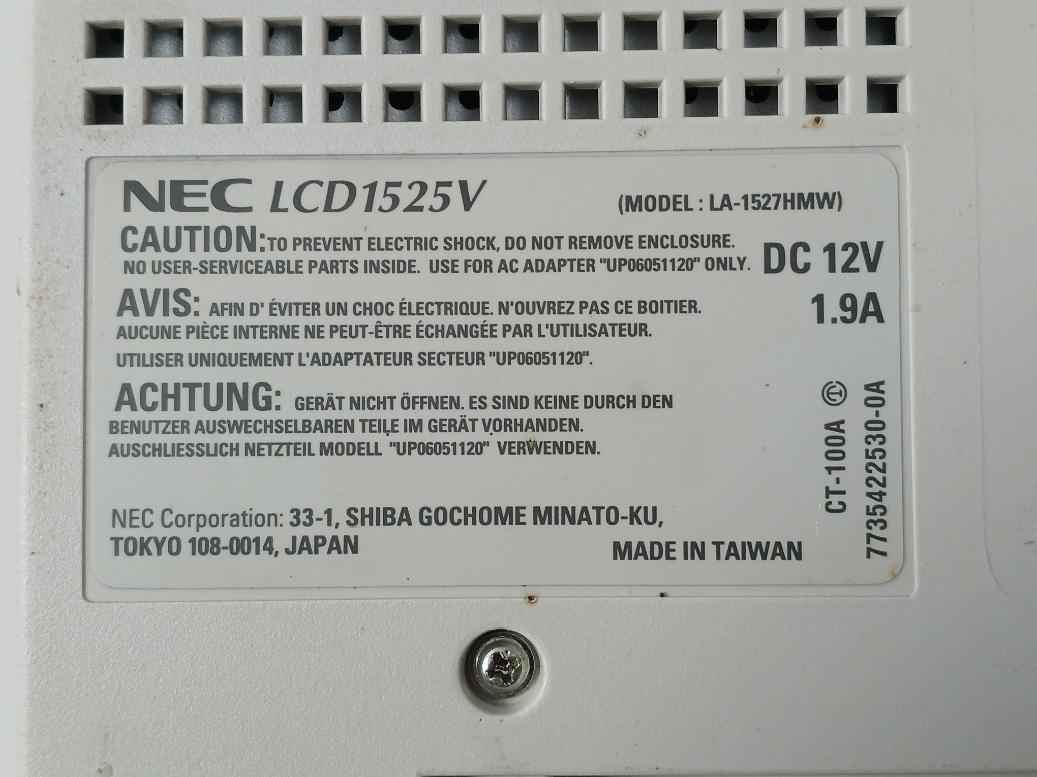 NEC LCD1525V (MODEL : LA-1527HMW)
CAUTION: TO PREVENT ELECTRIC SHOCK, DO NOT REMOVE ENCLOSURE.
NO USER-SERVICEABLE PARTS INSIDE. USE FOR AC ADAPTER "UP06051120" ONLY.
DC 12V
1.9A
AVIS: AFIN D' ÉVITER UN CHOC ÉLECTRIQUE. N'OUVREZ PAS CE BOITIER.
AUCUNE PIÈCE INTERNE NE PEUT-ÊTRE ÉCHANGÉE PAR L'UTILISATEUR.
UTILISER UNIQUEMENT L'ADAPTATEUR SECTEUR "UP06051120".
ACHTUNG: GERÄT NICHT ÖFFNEN. ES SIND KEINE DURCH DEN
BENUTZER AUSWECHSELBAREN TEILE IM GERÄT VORHANDEN.
AUSCHLIESSLICH NETZTEIL MODELL "UP06051120" VERWENDEN.
CT-100A
7735422530-0A
NEC Corporation: 33-1, SHIBA GOCHOME MINATO-KU,
TOKYO 108-0014, JAPAN
MADE IN TAIWAN